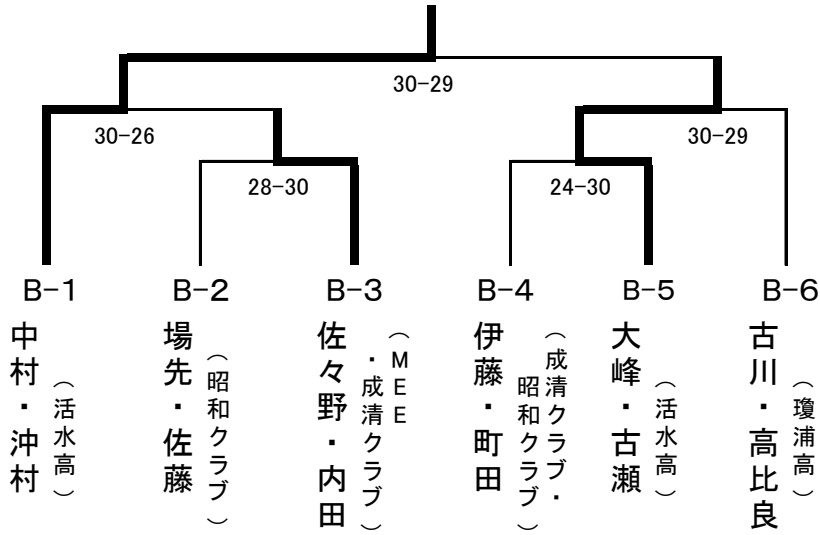 30-29
30-26
30-29
28-30
24-30
B-1
B-2
B-3
B-4
B-5
B-6
中村・沖村
(活水高)
場先・佐藤
(昭和クラブ)
佐々野・内田
(MEE
・成清クラブ)
伊藤・町田
(成清クラブ・
昭和クラブ)
大峰・古瀬
(活水高)
古川・高比良
(瓊浦高)